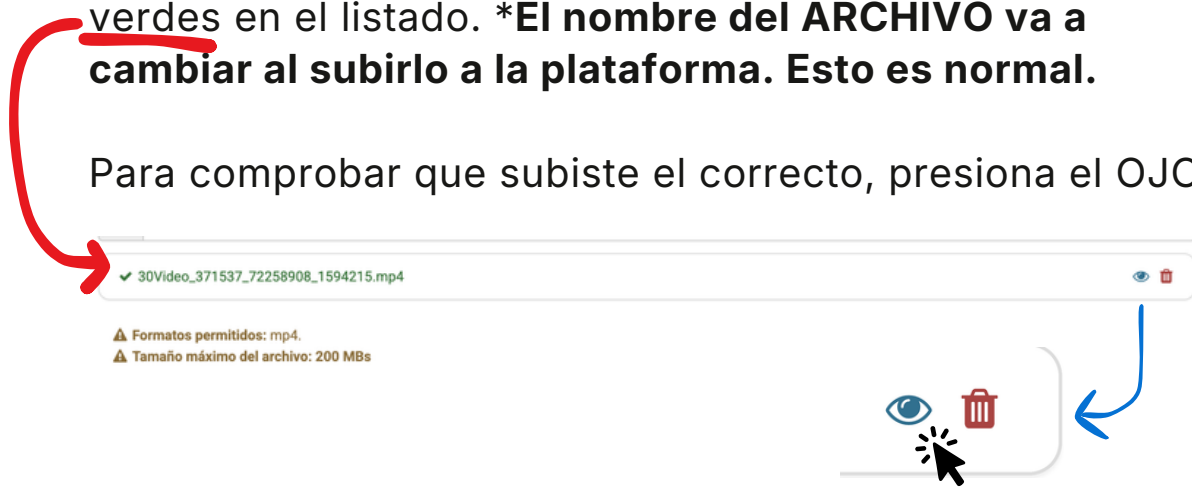 verdes en el listado. *El nombre del ARCHIVO va a
cambiar al subirlo a la plataforma. Esto es normal.
Para comprobar que subiste el correcto, presiona el OJO
30Video_371537_72258908_1594215.mp4
Formatos permitidos: mp4.
Tamaño máximo del archivo: 200 MBs